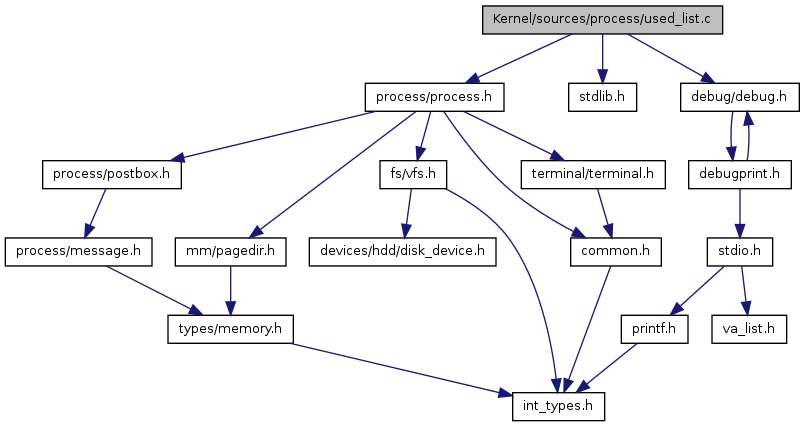 Kernel/sources/process/used_list.c
process/process.h
stdlib.h
debug/debug.h
process/postbox.h
fs/vfs.h
terminal/terminal.h
debugprint.h
process/message.h
mm/pagedir.h
devices/hdd/disk_device.h
common.h
stdio.h
types/memory.h
printf.h
va_list.h
int_types.h